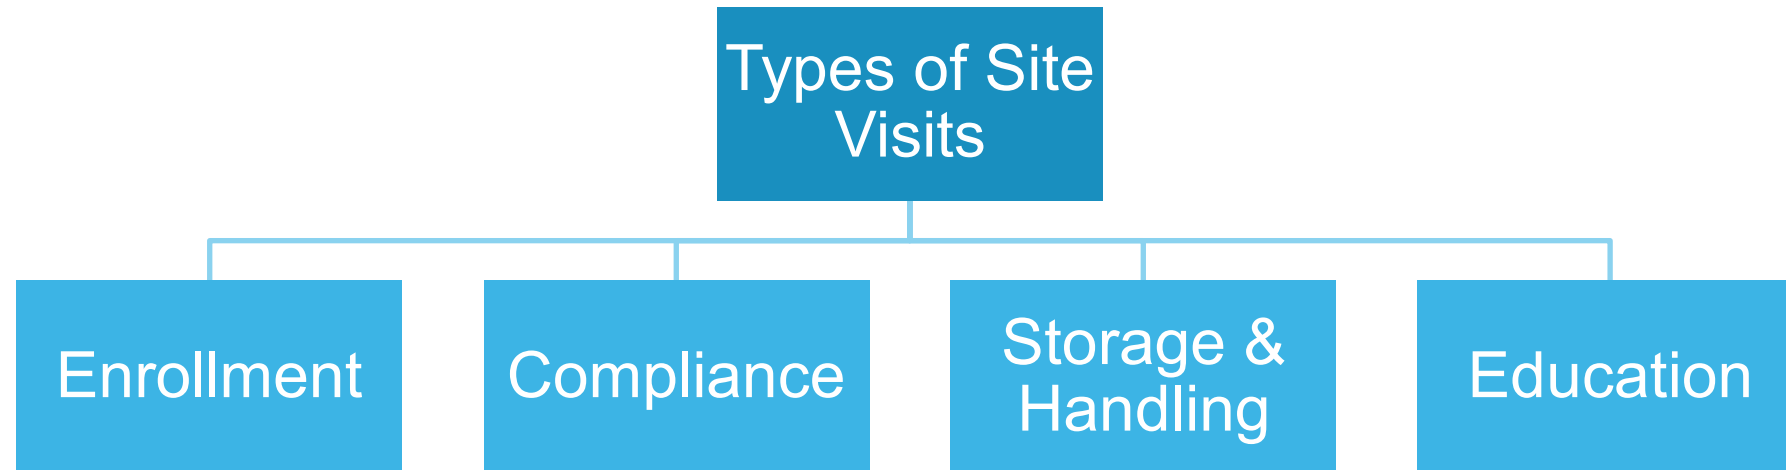 Types of Site
Visits
Enrollment
Compliance
Storage &
Handling
Education